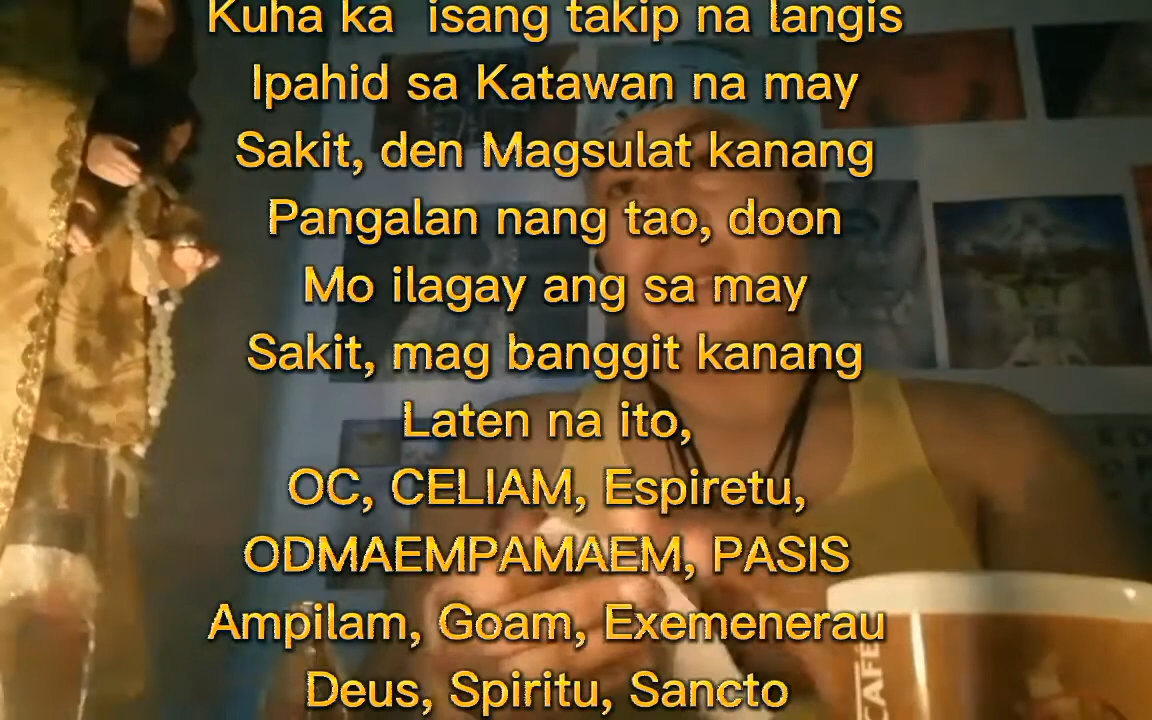 Kuha ka isang takip na langis
Ipahid sa Katawan na may
Sakit, den Magsulat kanang
Pangalan nang tao, doon
Mo ilagay ang sa may
Sakit, mag banggit kanang
Laten na ito,
OC, CELIAM, Espiretu,
ODMAEMPAMAEM, PASIS
Ampilam, Goam, Exemenerau
Deus, Spiritu, Sancto
CAFÉ